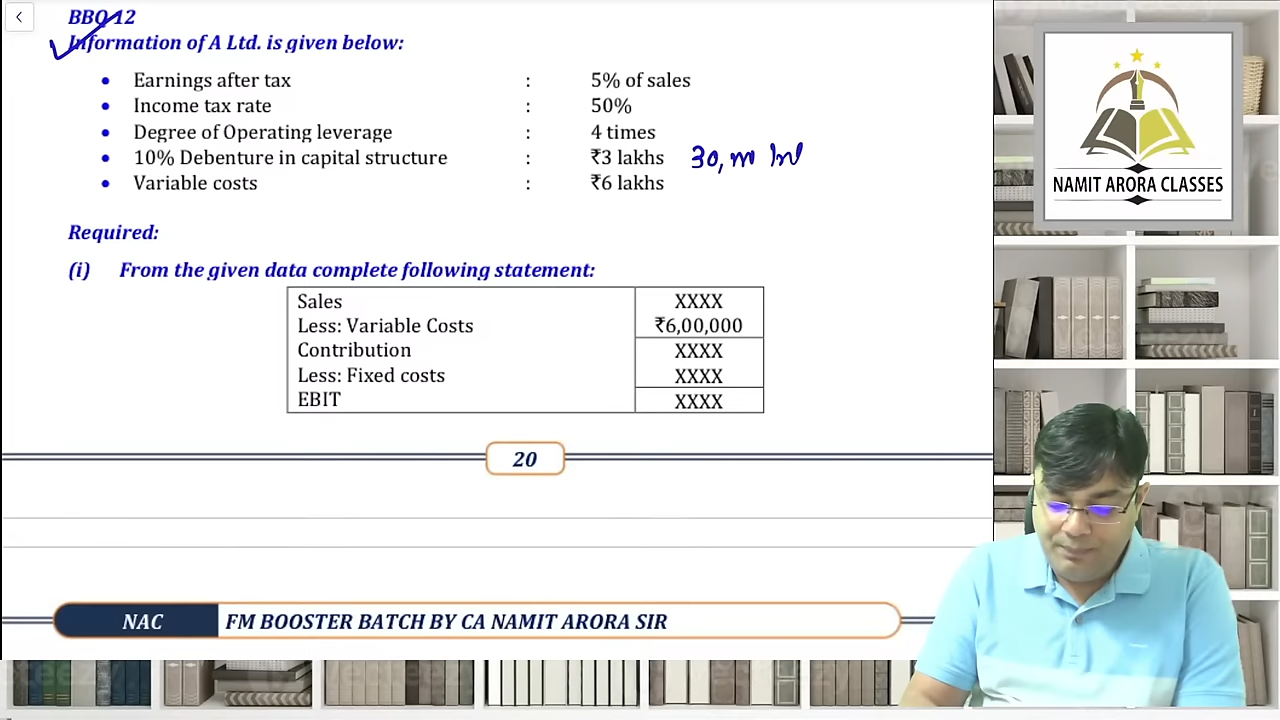 BBQ 12
Information of A Ltd. is given below:
• Earnings after tax : 5% of sales
• Income tax rate : 50%
• Degree of Operating leverage : 4 times
• 10% Debenture in capital structure : ₹3 lakhs 30,
• Variable costs : ₹6 lakhs
Required:
(i) From the given data complete following statement:
Sales XXXX
Less: Variable Costs ₹6,00,000
Contribution XXXX
Less: Fixed costs XXXX
EBIT XXXX
20
NAC FM BOOSTER BATCH BY CA NAMIT ARORA SIR
NAMIT ARORA CLASSES